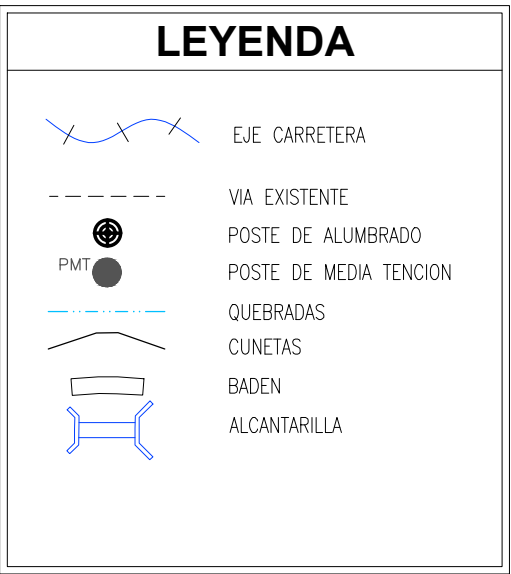 LEYENDA
EJE CARRETERA
VIA EXISTENTE
POSTE DE ALUMBRADO
PMT POSTE DE MEDIA TENCION
QUEBRADAS
CUNETAS
BADEN
ALCANTARILLA